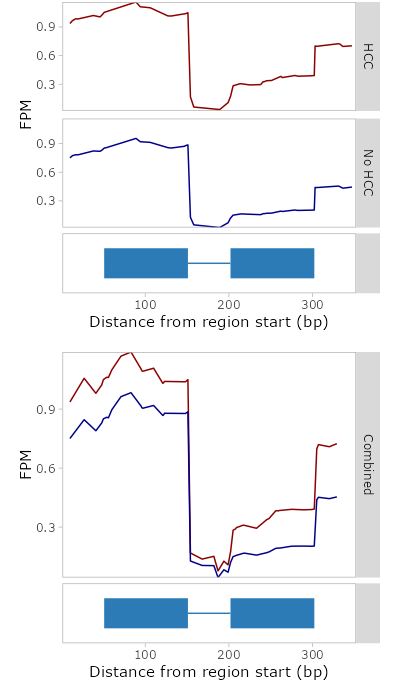 HCC
0.9
0.6
0.3
FPM
No HCC
0.9
0.6
0.3
100 200 300
Distance from region start (bp)
Combined
0.9
FPM
0.6
0.3
100 200 300
Distance from region start (bp)